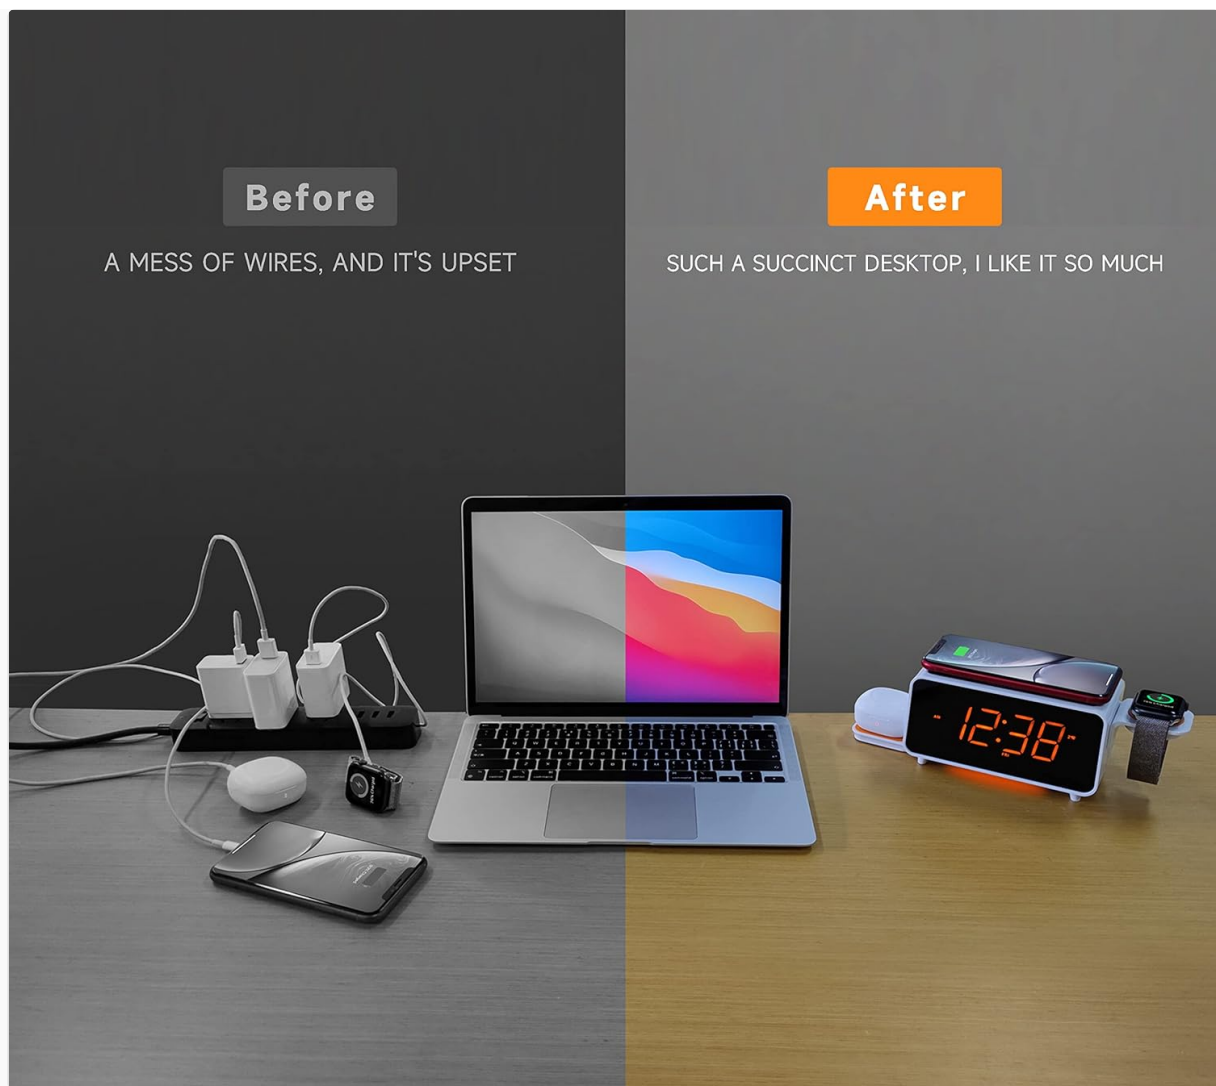 Before
A MESS OF WIRES, AND IT'S UPSET
After
SUCH A SUCCINCT DESKTOP, I LIKE IT SO MUCH
12:38